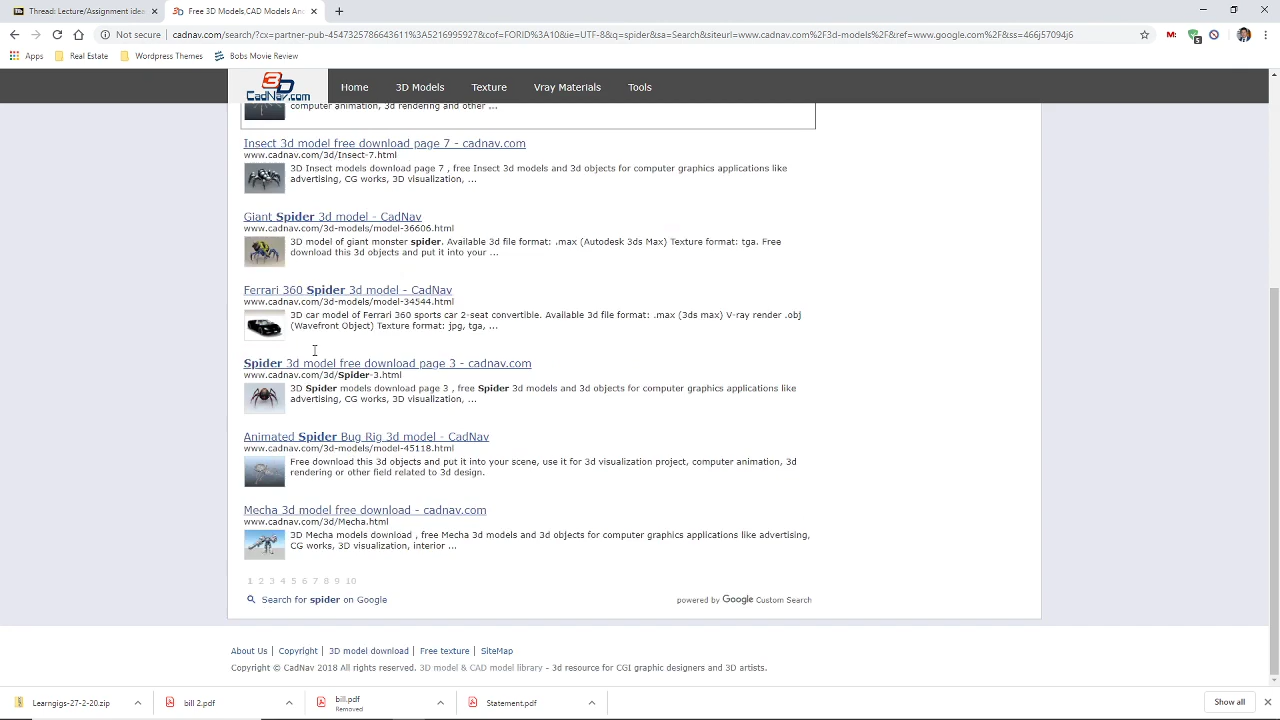 Thread: Lecture/Assignment idea
Free 3D Models,CAD Models And
Not secure | cadnav.com/search/?cx=partner-pub-4547325786643611%3A5216995927&cof=FORID%3A10&ie=UTF-8&q=spider&sa=Search&siteurl=www.cadnav.com%2F3d-models%2F&ref=www.google.com%2F&ss=466j57094j6
Apps Real Estate Wordpress Themes Bobs Movie Review
3D
CadNav.com
Home 3D Models Texture Vray Materials Tools
computer animation, 3d rendering and other ...
Insect 3d model free download page 7 - cadnav.com
www.cadnav.com/3d/Insect-7.html
3D Insect models download page 7 , free Insect 3d models and 3d objects for computer graphics applications like
advertising, CG works, 3D visualization, ...
Giant Spider 3d model - CadNav
www.cadnav.com/3d-models/model-36606.html
3D model of giant monster spider. Available 3d file format: .max (Autodesk 3ds Max) Texture format: tga. Free
download this 3d objects and put it into your ...
Ferrari 360 Spider 3d model - CadNav
www.cadnav.com/3d-models/model-34544.html
3D car model of Ferrari 360 sports car 2-seat convertible. Available 3d file format: .max (3ds max) V-ray render .obj
(Wavefront Object) Texture format: jpg, tga, ...
Spider 3d model free download page 3 - cadnav.com
www.cadnav.com/3d/Spider-3.html
3D Spider models download page 3 , free Spider 3d models and 3d objects for computer graphics applications like
advertising, CG works, 3D visualization, ...
Animated Spider Bug Rig 3d model - CadNav
www.cadnav.com/3d-models/model-45118.html
Free download this 3d objects and put it into your scene, use it for 3d visualization project, computer animation, 3d
rendering or other field related to 3d design.
Mecha 3d model free download - cadnav.com
www.cadnav.com/3d/Mecha.html
3D Mecha models download , free Mecha 3d models and 3d objects for computer graphics applications like advertising,
CG works, 3D visualization, interior ...
1 2 3 4 5 6 7 8 9 10
Search for spider on Google
powered by Google Custom Search
About Us | Copyright | 3D model download | Free texture | SiteMap
Copyright © CadNav 2018 All rights reserved. 3D model & CAD model library - 3d resource for CGI graphic designers and 3D artists.
Learngigs-27-2-20.zip
bill 2.pdf
bill.pdf
Removed
Statement.pdf
Show all